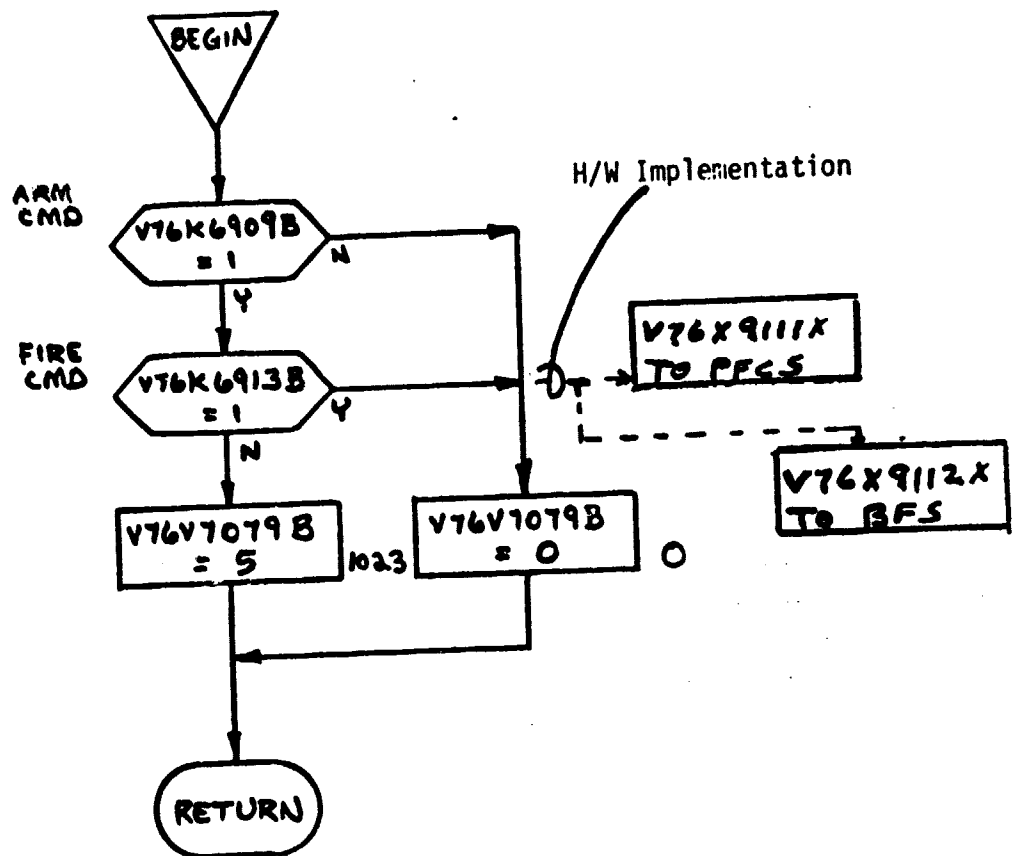 BEGIN
H/W Implementation
ARM
CMD
V76K6909B
= 1
N
Y
V76X9111X
TO PFCS
FIRE
CMD
V76K6913B
= 1
Y
N
V76X9112X
TO BFS
V76V7079B
= 5
1023
V76V7079B
= 0
0
RETURN